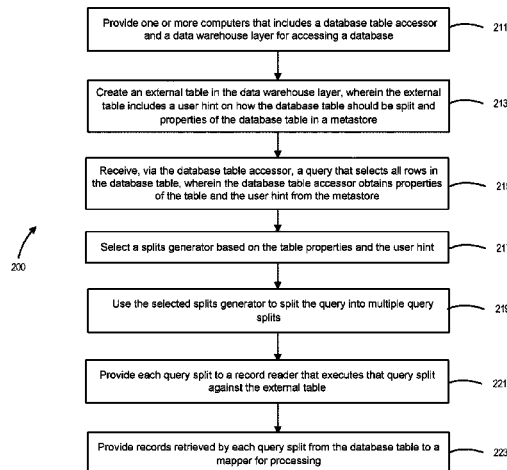 Provide one or more computers that includes a database table accessor
and a data warehouse layer for accessing a database
211
Create an external table in the data warehouse layer, wherein the external
table includes a user hint on how the database table should be split and
properties of the database table in a metastore
213
Receive, via the database table accessor, a query that selects all rows in
the database table, wherein the database table accessor obtains properties
of the table and the user hint from the metastore
215
Select a splits generator based on the table properties and the user hint
217
200
Use the selected splits generator to split the query into multiple query
splits
219
Provide each query split to a record reader that executes that query split
against the external table
221
Provide records retrieved by each query split from the database table to a
mapper for processing
223